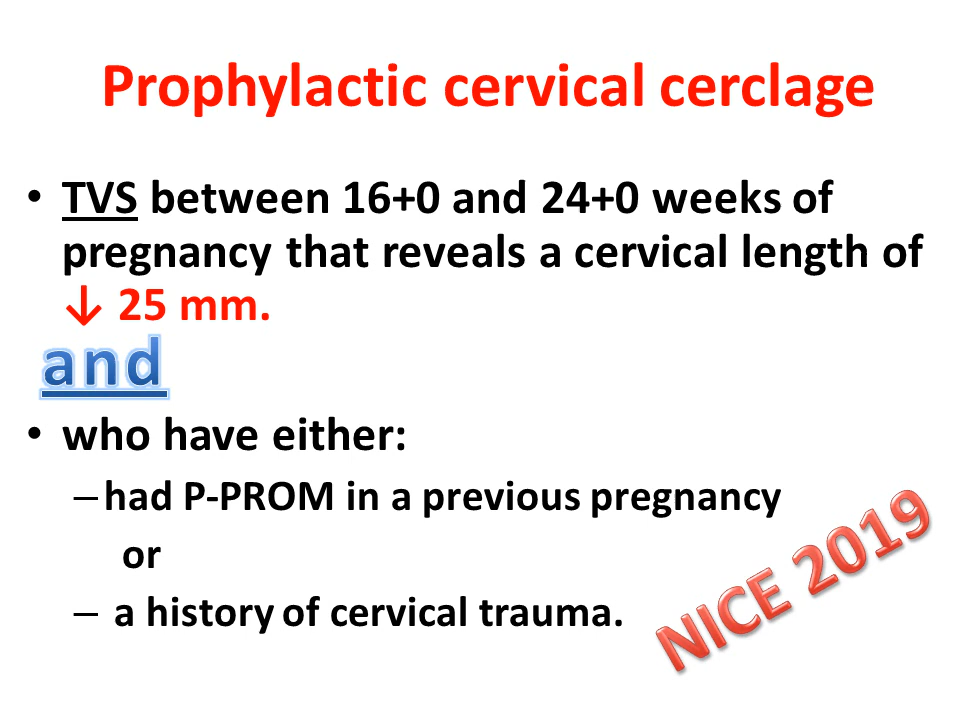 Prophylactic cervical cerclage
• TVS between 16+0 and 24+0 weeks of
pregnancy that reveals a cervical length of
↓ 25 mm.
and
• who have either:
– had P-PROM in a previous pregnancy
or
– a history of cervical trauma.
NICE 2019